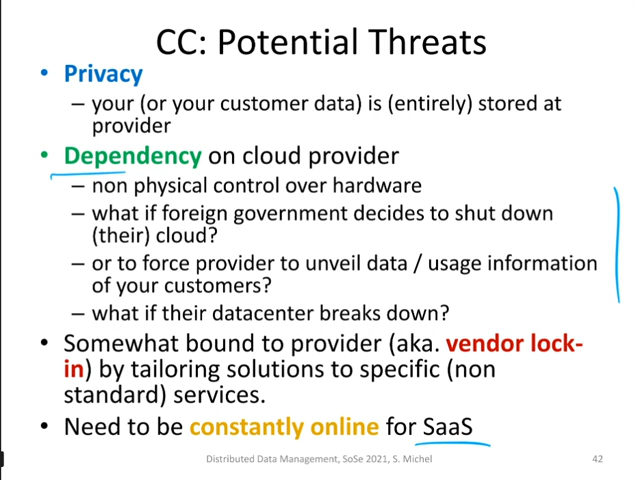 CC: Potential Threats
• Privacy
– your (or your customer data) is (entirely) stored at
provider
• Dependency on cloud provider
– non physical control over hardware
– what if foreign government decides to shut down
(their) cloud?
– or to force provider to unveil data / usage information
of your customers?
– what if their datacenter breaks down?
• Somewhat bound to provider (aka. vendor lock-
in) by tailoring solutions to specific (non
standard) services.
• Need to be constantly online for SaaS
Distributed Data Management, SoSe 2021, S. Michel
42